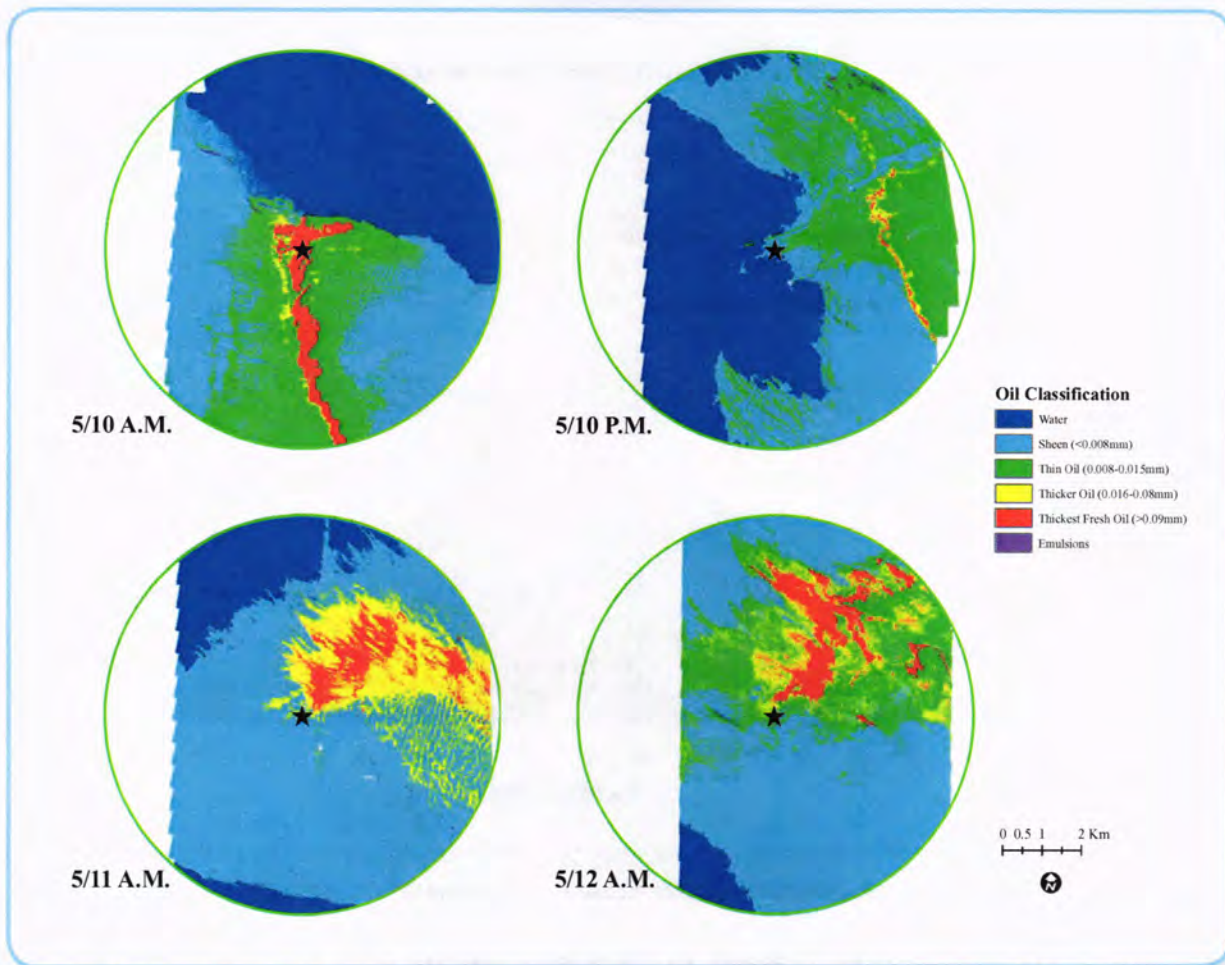 5/10 A.M.
5/10 P.M.
Oil Classification
Water
Sheen (<0.008mm)
Thin Oil (0.008-0.015mm)
Thicker Oil (0.016-0.08mm)
Thickest Fresh Oil (>0.09mm)
Emulsions
5/11 A.M.
5/12 A.M.
0 0.5 1 2 Km
N